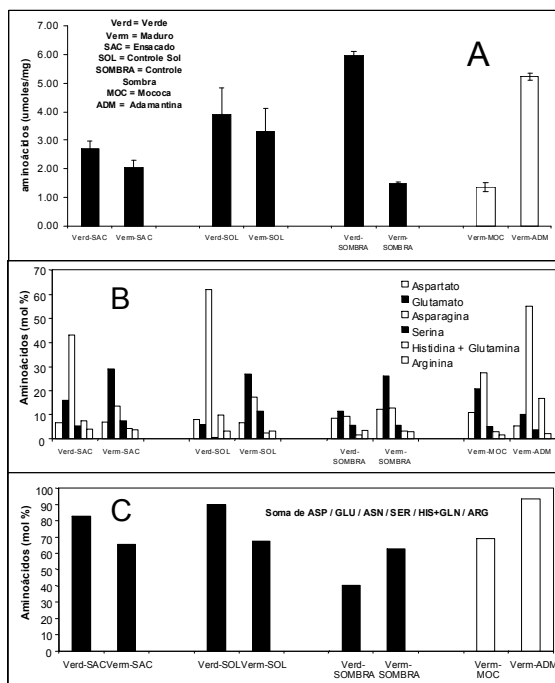 7.00
6.00
5.00
4.00
3.00
2.00
1.00
0.00
aminoácidos (umoles/mg)
Verd = Verde
Verm = Maduro
SAC = Ensacado
SOL = Controle Sol
SOMBRA = Controle
Sombra
MOC = Mococa
ADM = Adamantina
A
Verd-SAC Verm-SAC Verd-SOL Verm-SOL Verd-
SOMBRA Verm-
SOMBRA Verm-MOC Verm-ADM
70
60
50
40
30
20
10
0
Aminoácidos (mol %)
B
Aspartato
Glutamato
Asparagina
Serina
Histidina + Glutamina
Arginina
Verd-SAC Verm-SAC Verd-SOL Verm-SOL Verd-
SOMBRA Verm-
SOMBRA Verm-MOC Verm-ADM
100
90
80
70
60
50
40
30
20
10
0
Aminoácidos (mol %)
C
Soma de ASP / GLU / ASN / SER / HIS+GLN / ARG
Verd-SAC Verm-SAC Verd-SOL Verm-SOL Verd-
SOMBRA Verm-
SOMBRA Verm-
MOC Verm-ADM